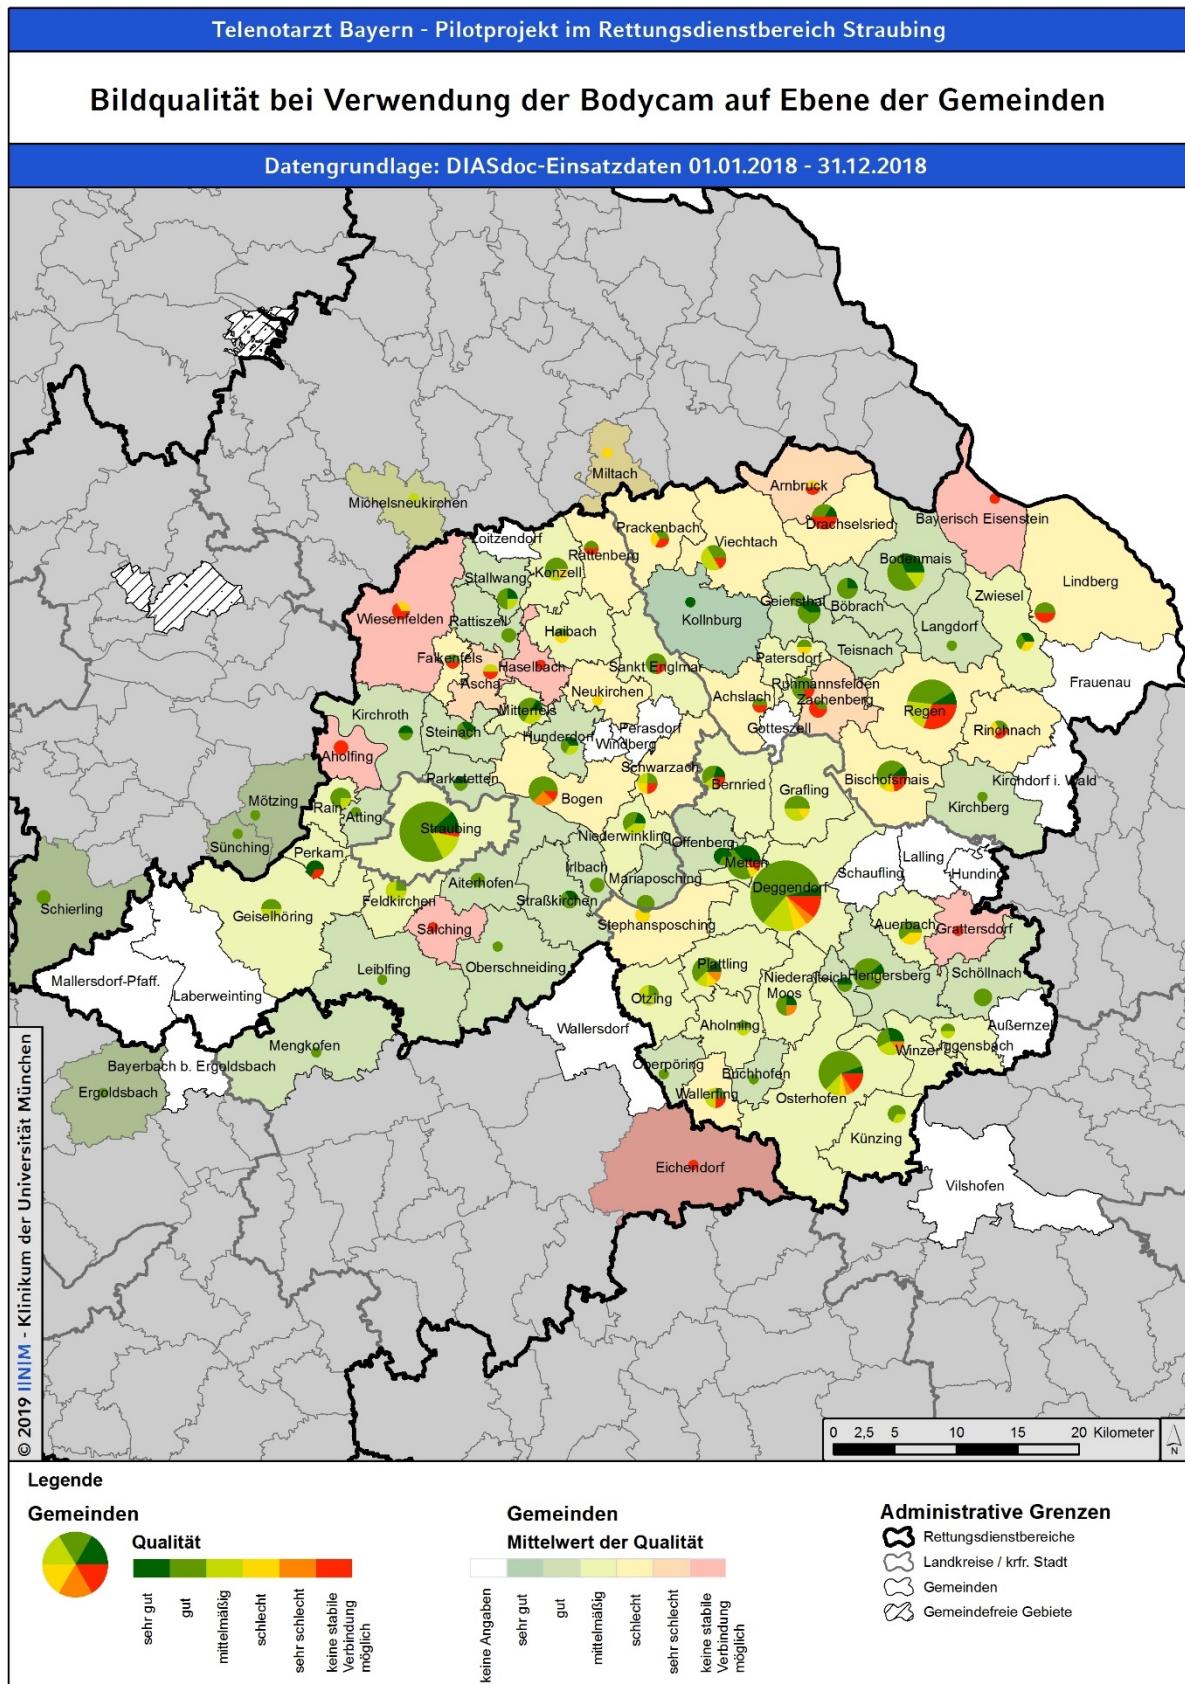 Telenotarzt Bayern - Pilotprojekt im Rettungsdienstbereich Straubing
Bildqualität bei Verwendung der Bodycam auf Ebene der Gemeinden
Datengrundlage: DIASdoc-Einsatzdaten 01.01.2018 - 31.12.2018
Miltach
Michelsneukirchen
Arnbruck
Bayerisch Eisenstein
Drachselsried
Prackenbach
Loitzendorf
Rattenberg
Viechtach
Bodenmais
Konzell
Stallwang
Lindberg
Zwiesel
Geiersthal
Böbrach
Kollnburg
Wiesenfelden
Langdorf
Rattiszell
Haibach
Teisnach
Patersdorf
Falkenfels
Haselbach
Sankt Englmar
Frauenau
Ascha
Ruhmannsfelden
Neukirchen
Achslach
Zachenberg
Regen
Kirchroth
Mitterfels
Perasdorf
Gotteszell
Rinchnach
Steinach
Hunderdorf
Windberg
Aholfing
Schwarzach
Bischofsmais
Kirchdorf i. Wald
Parkstetten
Bernried
Grafling
Mötzing
Bogen
Kirchberg
Rain
Atting
Straubing
Niederwinkling
Offenberg
Sünching
Perkam
Lalling
Metten
Irlbach
Schaufling
Hunding
Aiterhofen
Mariaposching
Deggendorf
Schierling
Straßkirchen
Feldkirchen
Geiselhöring
Stephansposching
Auerbach
Grattersdorf
Salching
Oberschneiding
Plattling
Leiblfing
Niederalteich
Hengersberg
Schöllnach
Mallersdorf-Pfaff.
Laberweinting
Otzing
Moos
Wallersdorf
Aholming
Außernzell
Mengkofen
Winzer
Iggensbach
Bayerbach b. Ergoldsbach
Oberpöring
Buchhofen
Ergoldsbach
Wallerfing
Osterhofen
Künzing
Eichendorf
Vilshofen
© 2019 I|N|M - Klinikum der Universität München
0 2,5 5 10 15 20 Kilometer
N
Legende
Gemeinden
Qualität
sehr gut
gut
mittelmäßig
schlecht
sehr schlecht
keine stabile
Verbindung
möglich
Gemeinden
Mittelwert der Qualität
keine Angaben
sehr gut
gut
mittelmäßig
schlecht
sehr schlecht
keine stabile
Verbindung
möglich
Administrative Grenzen
Rettungsdienstbereiche
Landkreise / krfr. Stadt
Gemeinden
Gemeindefreie Gebiete